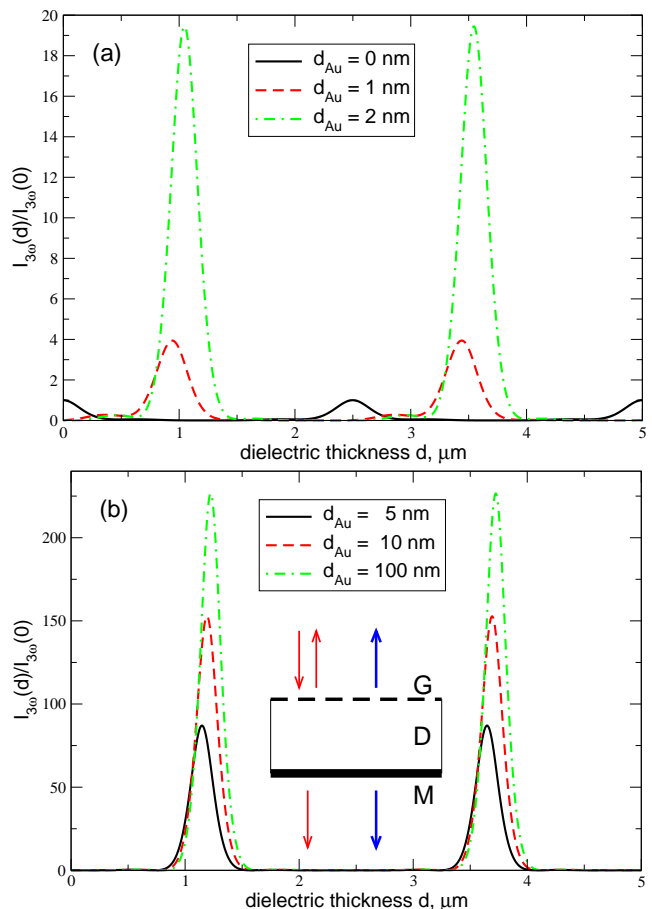 (a)
d_Au = 0 nm
d_Au = 1 nm
d_Au = 2 nm
20
18
16
14
12
10
8
6
4
2
0
I_3ω(d)/I_3ω(0)
0 1 2 3 4 5
dielectric thickness d, μm
(b)
d_Au = 5 nm
d_Au = 10 nm
d_Au = 100 nm
200
150
100
50
0
I_3ω(d)/I_3ω(0)
G
D
M
0 1 2 3 4 5
dielectric thickness d, μm